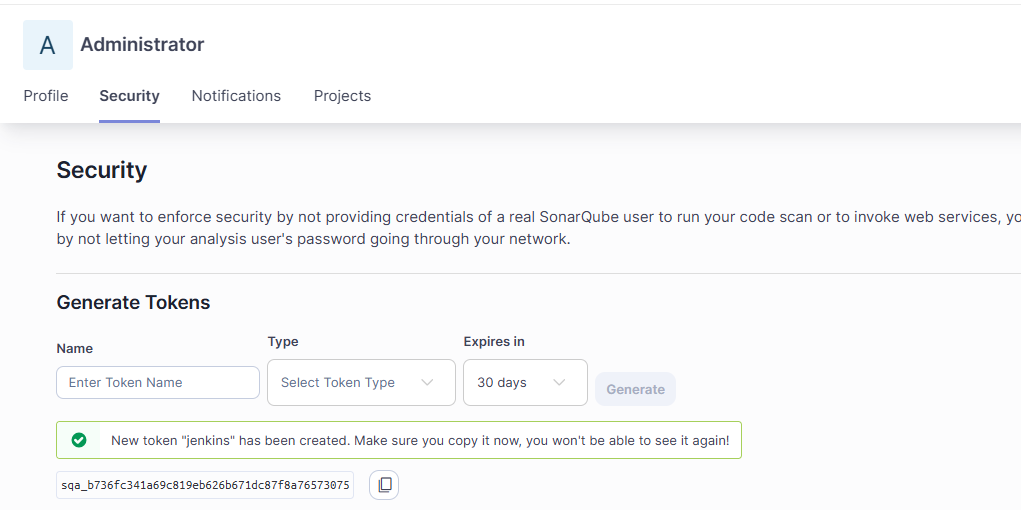 A
Administrator
Profile
Security
Notifications
Projects
Security
If you want to enforce security by not providing credentials of a real SonarQube user to run your code scan or to invoke web services,
by not letting your analysis user's password going through your network.
Generate Tokens
Name
Type
Expires in
Enter Token Name
Select Token Type
30 days
Generate
New token "jenkins" has been created. Make sure you copy it now, you won't be able to see it again!
sqa_b736fc341a69c819eb626b671dc87f8a76573075